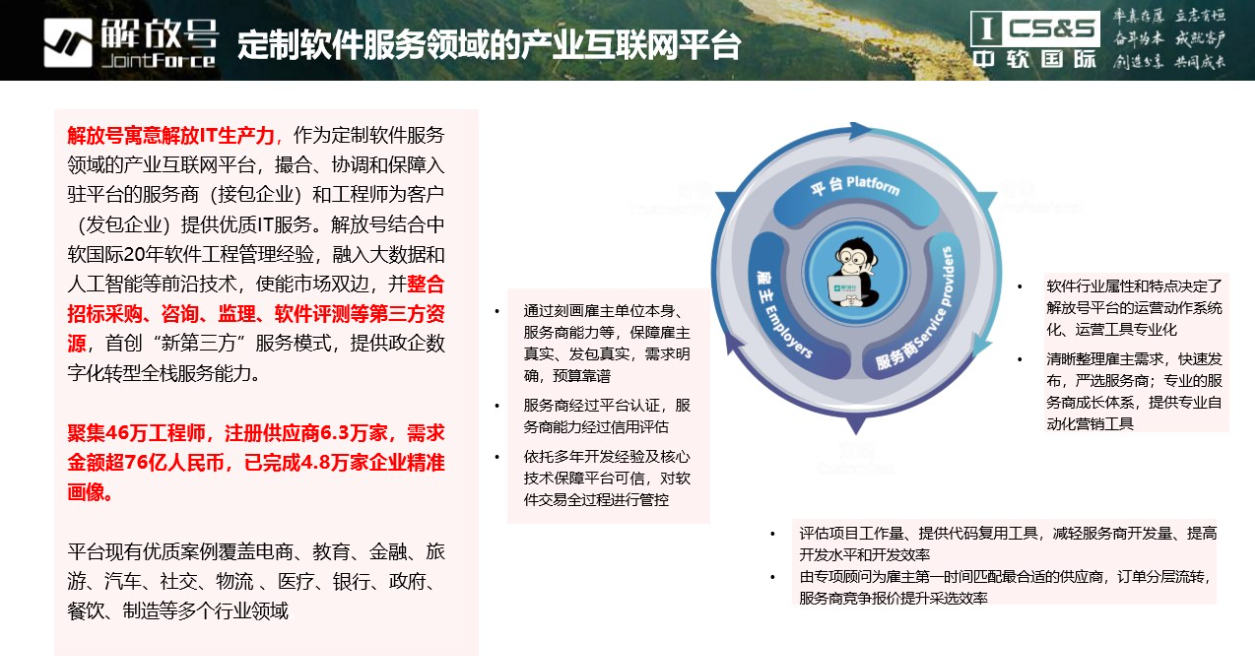 解放号
JointForce
定制软件服务领域的产业互联网平台
CS&S
中软国际
率真存厚 立志有恒
奋斗为本 成就客户
创造分享 共同成长
解放号寓意解放IT生产力，作为定制软件服务
领域的产业互联网平台，撮合、协调和保障入
驻平台的服务商（接包企业）和工程师为客户
（发包企业）提供优质IT服务。解放号结合中
软国际20年软件工程管理经验，融入大数据和
人工智能等前沿技术，使能市场双边，并整合
招标采购、咨询、监理、软件评测等第三方资
源，首创“新第三方”服务模式，提供政企数
字化转型全栈服务能力。
聚集46万工程师，注册供应商6.3万家，需求
金额超76亿人民币，已完成4.8万家企业精准
画像。
平台现有优质案例覆盖电商、教育、金融、旅
游、汽车、社交、物流 、医疗、银行、政府、
餐饮、制造等多个行业领域
• 通过刻画雇主单位本身、
服务商能力等，保障雇主
真实、发包真实，需求明
确，预算靠谱
• 服务商经过平台认证，服
务商能力经过信用评估
• 依托多年开发经验及核心
技术保障平台可信，对软
件交易全过程进行管控
平台 Platform
雇主 Employers
服务商Service providers
• 软件行业属性和特点决定了
解放号平台的运营动作系统
化、运营工具专业化
• 清晰整理雇主需求，快速发
布，严选服务商；专业的服
务商成长体系，提供专业自
动化营销工具
• 评估项目工作量、提供代码复用工具，减轻服务商开发量、提高
开发水平和开发效率
• 由专项顾问为雇主第一时间匹配最合适的供应商，订单分层流转，
服务商竞争报价提升采选效率